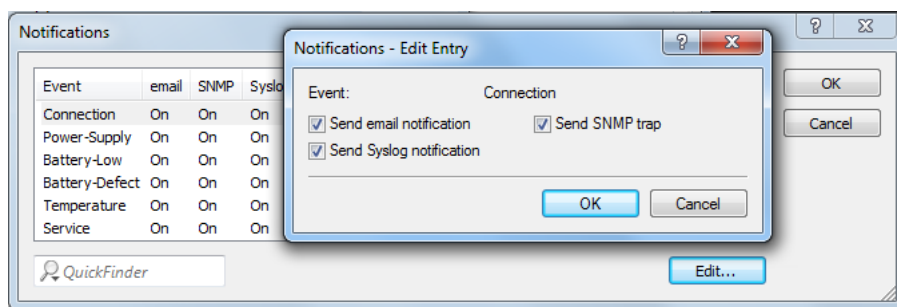 Notifications
Event email SNMP Syslo
Connection On On On
Power-Supply On On On
Battery-Low On On On
Battery-Defect On On On
Temperature On On On
Service On On On
QuickFinder
Edit...
OK
Cancel
Notifications - Edit Entry
Event: Connection
Send email notification Send SNMP trap
Send Syslog notification
OK Cancel